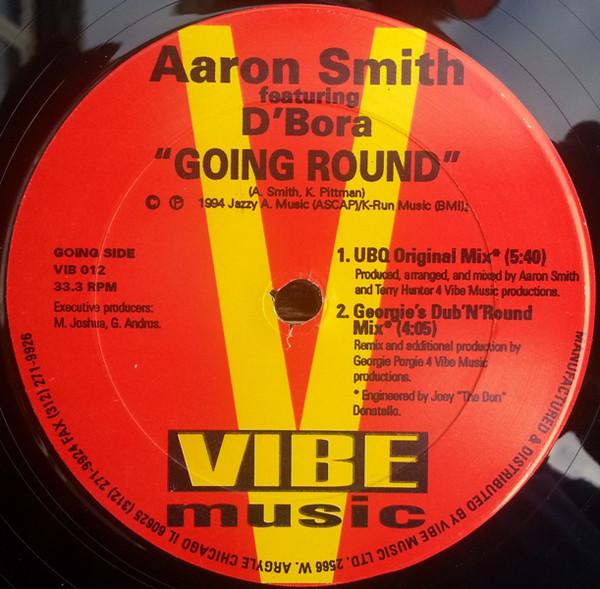 Aaron Smith
featuring
D'Bora
"GOING ROUND"
(A. Smith, K. Pittman)
© ℗ 1994 Jazzy A. Music (ASCAP)/K-Run Music (BMI).
GOING SIDE
VIB 012
33.3 RPM
Executive producers:
M. Joshua, G. Andros.
1. UBQ Original Mix* (5:40)
Produced, arranged, and mixed by Aaron Smith
and Terry Hunter 4 Vibe Music productions.
2. Georgie's Dub'N'Round
Mix* (4:05)
Remix and additional production by
Georgie Porgie 4 Vibe Music
productions.
* Engineered by Joey "The Don"
Donatello.
VIBE
music
MANUFACTURED & DISTRIBUTED BY VIBE MUSIC LTD. 2566 W. ARGYLE CHICAGO IL 60625 (312) 271-9924 FAX (312) 271-9926